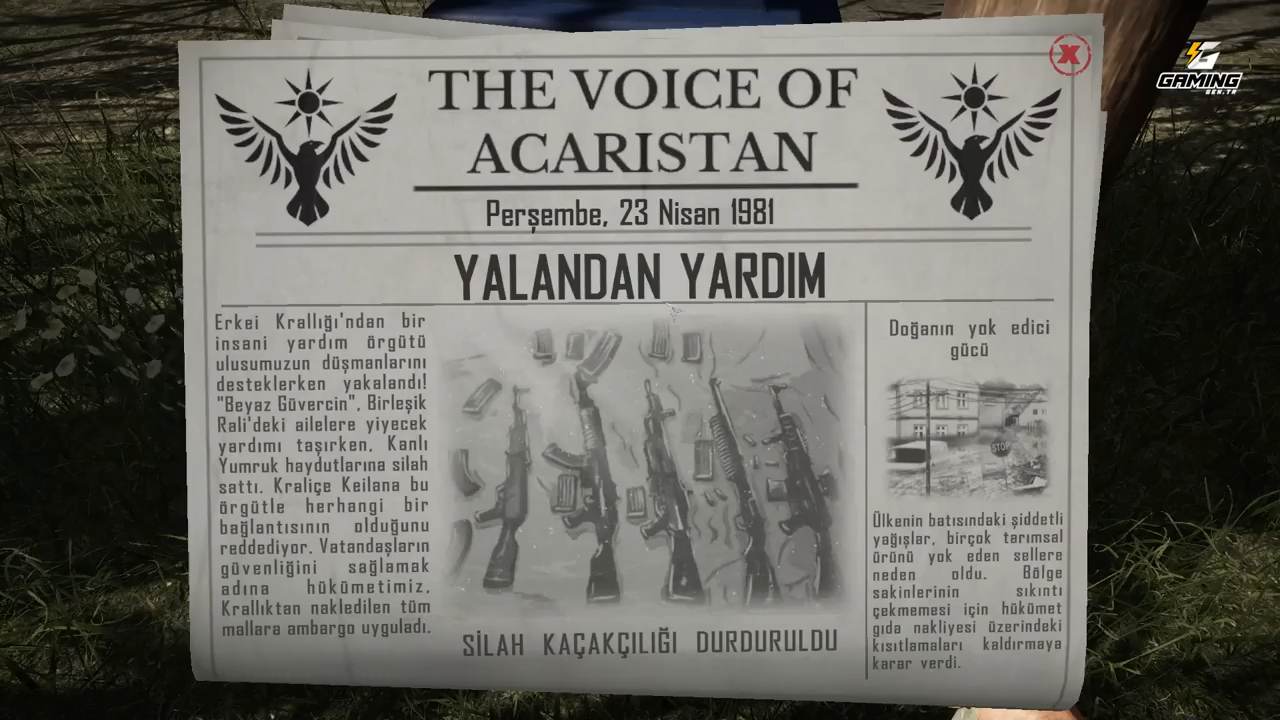 THE VOICE OF
ACARISTAN
Perşembe, 23 Nisan 1981
YALANDAN YARDIM
Erkei Krallığı'ndan bir
insani yardım örgütü
ulusumuzun düşmanlarını
desteklerken yakalandı!
"Beyaz Güvercin", Birleşik
Rali'deki ailelere yiyecek
yardımı taşırken, Kanlı
Yumruk haydutlarına silah
sattı. Kraliçe Keilana bu
örgütle herhangi bir
bağlantısının olduğunu
reddediyor. Vatandaşların
güvenliğini sağlamak
adına hükümetimiz,
Krallıktan nakledilen tüm
mallara ambargo uyguladı.
SİLAH KAÇAKÇILIĞI DURDURULDU
Doğanın yok edici
gücü
STOP
Ülkenin batısındaki şiddetli
yağışlar, birçok tarımsal
ürünü yok eden sellere
neden oldu. Bölge
sakinlerinin sıkıntı
çekmemesi için hükümet
gıda nakliyesi üzerindeki
kısıtlamaları kaldırmaya
karar verdi.
X
GAMING
GEN.TR